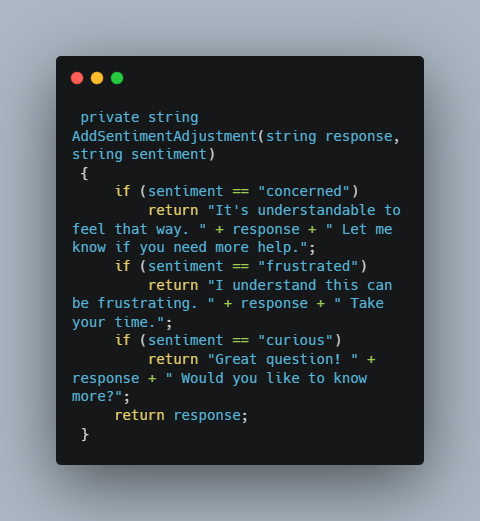 private string
AddSentimentAdjustment(string response,
string sentiment)
{
if (sentiment == "concerned")
return "It's understandable to
feel that way. " + response + " Let me
know if you need more help.";
if (sentiment == "frustrated")
return "I understand this can
be frustrating. " + response + " Take
your time.";
if (sentiment == "curious")
return "Great question! " +
response + " Would you like to know
more?";
return response;
}